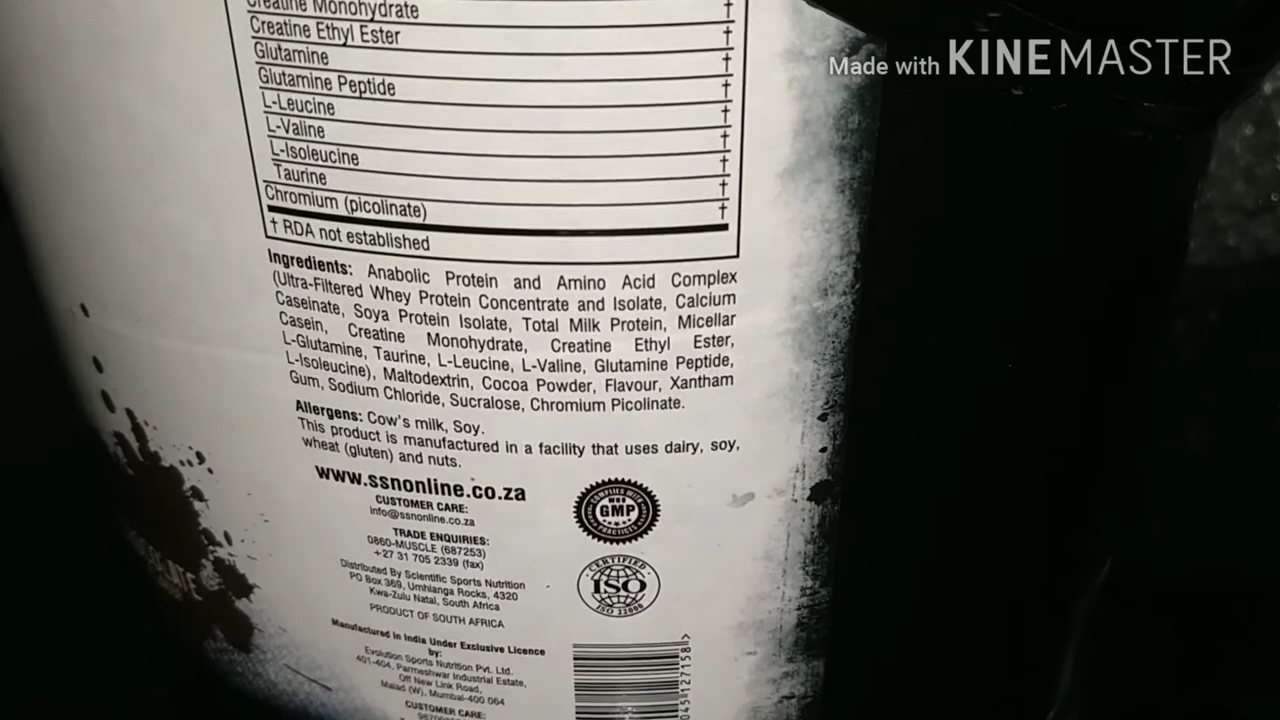 Creatine Monohydrate †
Creatine Ethyl Ester †
Glutamine †
Glutamine Peptide †
L-Leucine †
L-Valine †
L-Isoleucine †
Taurine †
Chromium (picolinate) †
† RDA not established
Ingredients: Anabolic Protein and Amino Acid Complex
(Ultra-Filtered Whey Protein Concentrate and Isolate, Calcium
Caseinate, Soya Protein Isolate, Total Milk Protein, Micellar
Casein, Creatine Monohydrate, Creatine Ethyl Ester,
L-Glutamine, Taurine, L-Leucine, L-Valine, Glutamine Peptide,
L-Isoleucine), Maltodextrin, Cocoa Powder, Flavour, Xantham
Gum, Sodium Chloride, Sucralose, Chromium Picolinate.
Allergens: Cow's milk, Soy.
This product is manufactured in a facility that uses dairy, soy,
wheat (gluten) and nuts.
www.ssnonline.co.za
CUSTOMER CARE:
info@ssnonline.co.za
TRADE ENQUIRIES:
0860-MUSCLE (687253)
+27 31 705 2339 (fax)
Distributed By Scientific Sports Nutrition
PO Box 369, Umhlanga Rocks, 4320
Kwa-Zulu Natal, South Africa
PRODUCT OF SOUTH AFRICA
Manufactured in India Under Exclusive Licence
by:
Evolution Sports Nutrition Pvt. Ltd.
401-404, Parmeshwar Industrial Estate,
Off New Link Road,
Malad (W), Mumbai-400 064
CUSTOMER CARE:
COMPLIES WITH
WHO
GMP
PRACTICES
CERTIFIED
ISO
ISO 22000
045127158>
Made with KINEMASTER